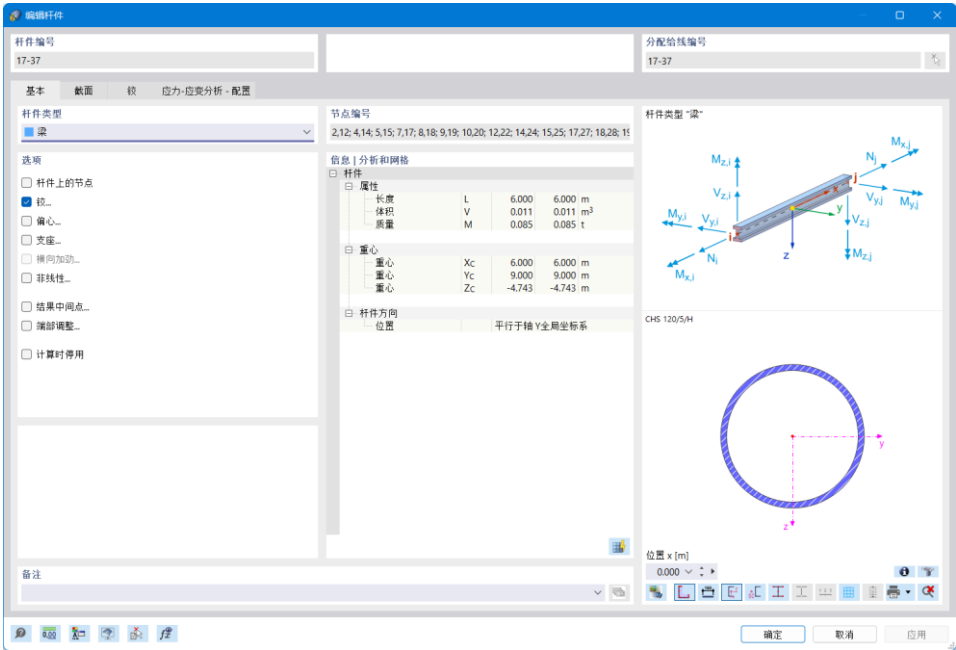 编辑杆件
杆件编号
17-37
分配给线编号
17-37
基本 截面 铰 应力-应变分析 - 配置
杆件类型
梁
选项
杆件上的节点
铰...
偏心...
支座...
横向加劲...
非线性...
结果中间点...
端部调整...
计算时停用
节点编号
2,12; 4,14; 5,15; 7,17; 8,18; 9,19; 10,20; 12,22; 14,24; 15,25; 17,27; 18,28; 19
信息 | 分析和网格
杆件
属性
长度 L 6.000 6.000 m
体积 V 0.011 0.011 m³
质量 M 0.085 0.085 t
重心
重心 Xc 6.000 6.000 m
重心 Yc 9.000 9.000 m
重心 Zc -4.743 -4.743 m
杆件方向
位置 平行于轴 Y全局坐标系
杆件类型 "梁"
Mx,j
Nj
Mz,i
j
x
Vz,i
Vy,j My,j
y
My,i Vy,i
Vz,j
i
Ni
z
Mz,j
Mx,i
CHS 120/5/H
y
z
位置 x [m]
0.000
备注
0,00
确定 取消 应用